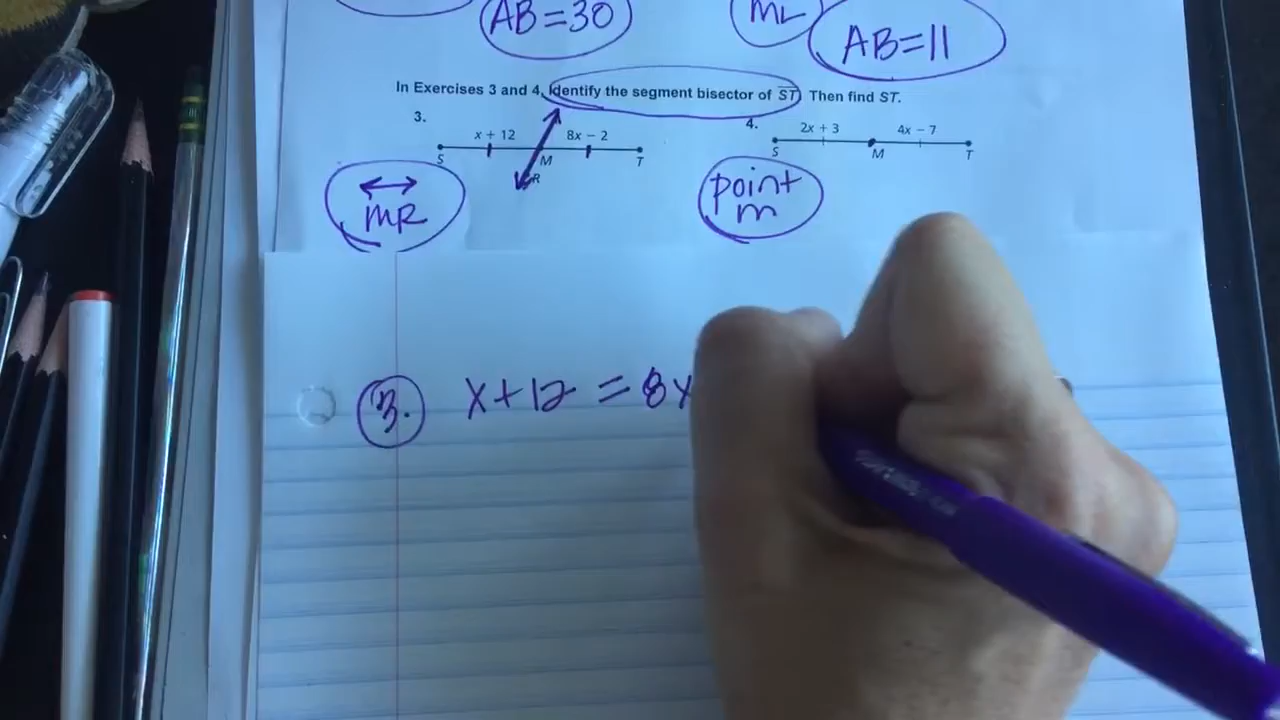 AB=30
AB=11
In Exercises 3 and 4, identify the segment bisector of ST. Then find ST.
3.
x + 12
8x − 2
S
M
T
R
4.
2x + 3
4x − 7
S
M
T
MR
point
m
3. x+12 = 8x